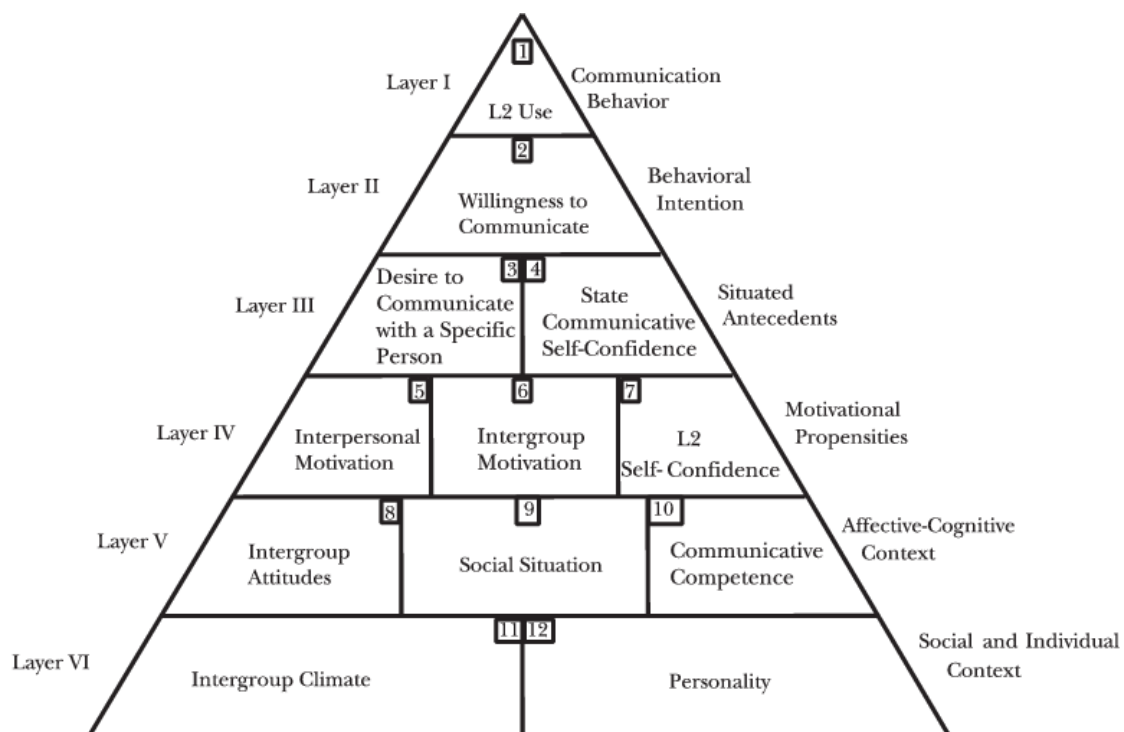 1
Layer I
Communication
Behavior
L2 Use
2
Layer II
Behavioral
Intention
Willingness to
Communicate
3
4
Layer III
Desire to
Communicate
with a Specific
Person
State
Communicative
Self-Confidence
Situated
Antecedents
5
6
7
Layer IV
Interpersonal
Motivation
Intergroup
Motivation
L2
Self-Confidence
Motivational
Propensities
8
9
10
Layer V
Intergroup
Attitudes
Social Situation
Communicative
Competence
Affective-Cognitive
Context
11
12
Layer VI
Intergroup Climate
Personality
Social and Individual
Context